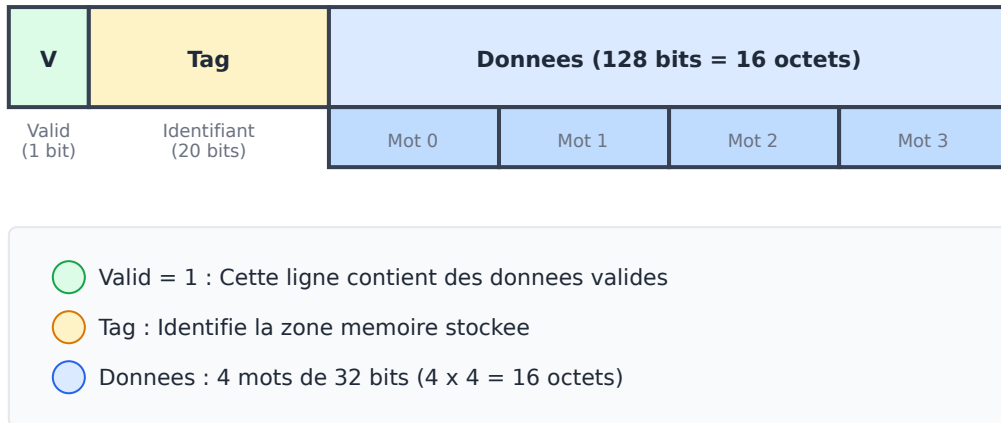 V
Tag
Donnees (128 bits = 16 octets)
Valid
(1 bit)
Identifiant
(20 bits)
Mot 0
Mot 1
Mot 2
Mot 3
Valid = 1 : Cette ligne contient des donnees valides
Tag : Identifie la zone memoire stockee
Donnees : 4 mots de 32 bits (4 x 4 = 16 octets)